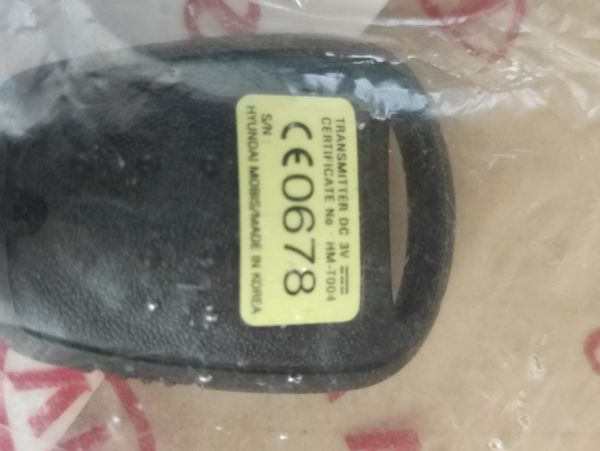 TRANSMITTER DC 3V
CERTIFICATE No : HM-T004
CE0678
S/N :
HYUNDAI MOBIS/MADE IN KOREA